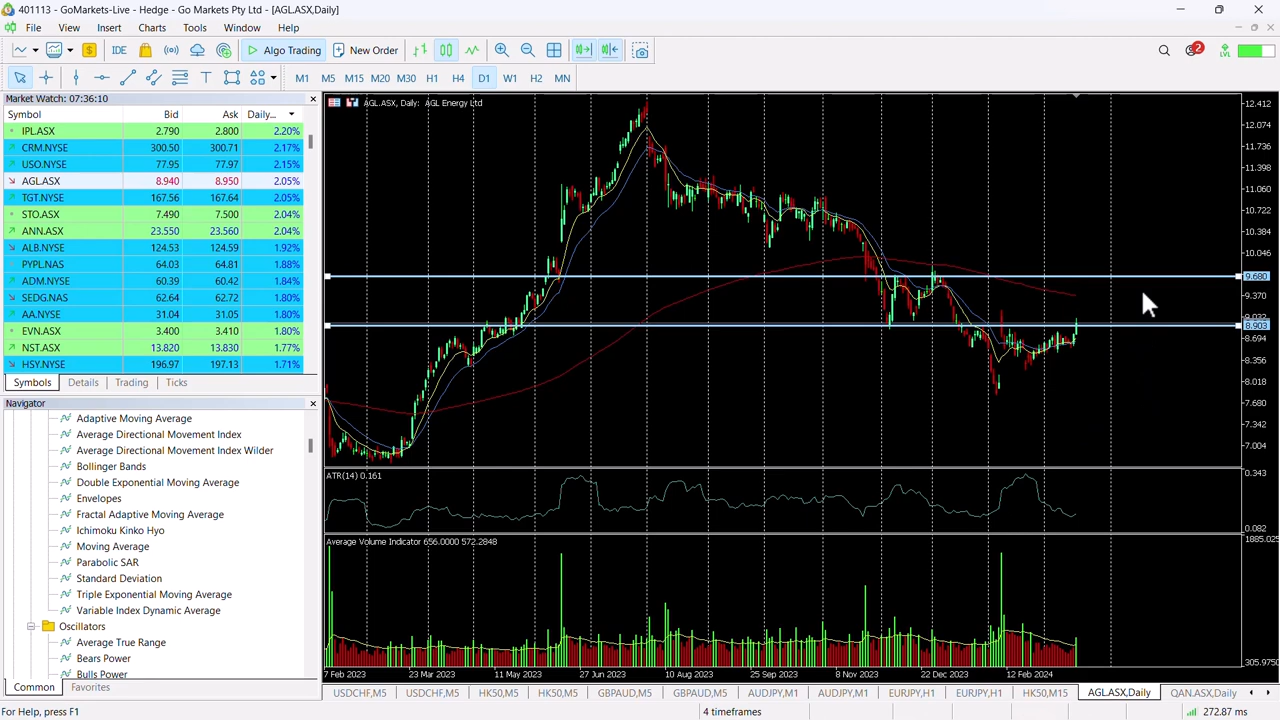 401113 - GoMarkets-Live - Hedge - Go Markets Pty Ltd - [AGL.ASX,Daily]
File View Insert Charts Tools Window Help
IDE Algo Trading New Order 2 LVL
M1 M5 M15 M20 M30 H1 H4 D1 W1 H2 MN
Market Watch: 07:36:10
Symbol Bid Ask Daily...
IPL.ASX 2.790 2.800 2.20%
CRM.NYSE 300.50 300.71 2.17%
USO.NYSE 77.95 77.97 2.15%
AGL.ASX 8.940 8.950 2.05%
TGT.NYSE 167.56 167.64 2.05%
STO.ASX 7.490 7.500 2.04%
ANN.ASX 23.550 23.560 2.04%
ALB.NYSE 124.53 124.59 1.92%
PYPL.NAS 64.03 64.81 1.88%
ADM.NYSE 60.39 60.42 1.84%
SEDG.NAS 62.64 62.72 1.80%
AA.NYSE 31.04 31.05 1.80%
EVN.ASX 3.400 3.410 1.80%
NST.ASX 13.820 13.830 1.77%
HSY.NYSE 196.97 197.13 1.71%
Symbols Details Trading Ticks
Navigator
Adaptive Moving Average
Average Directional Movement Index
Average Directional Movement Index Wilder
Bollinger Bands
Double Exponential Moving Average
Envelopes
Fractal Adaptive Moving Average
Ichimoku Kinko Hyo
Moving Average
Parabolic SAR
Standard Deviation
Triple Exponential Moving Average
Variable Index Dynamic Average
Oscillators
Average True Range
Bears Power
Bulls Power
Common Favorites
AGL.ASX, Daily: AGL Energy Ltd
12.412
12.074
11.736
11.398
11.060
10.722
10.384
10.046
9.680
9.370
8.903
8.694
8.356
8.018
7.680
7.342
7.004
ATR(14) 0.161
0.343
0.082
Average Volume Indicator 656.0000 572.2848
1885.025
305.9750
7 Feb 2023 23 Mar 2023 11 May 2023 27 Jun 2023 10 Aug 2023 25 Sep 2023 8 Nov 2023 22 Dec 2023 12 Feb 2024
USDCHF,M5 USDCHF,M5 HK50,M5 HK50,M5 GBPAUD,M5 GBPAUD,M5 AUDJPY,M1 AUDJPY,M1 EURJPY,H1 EURJPY,H1 HK50,M15 AGL.ASX,Daily QAN.ASX,Daily
For Help, press F1 4 timeframes 272.87 ms